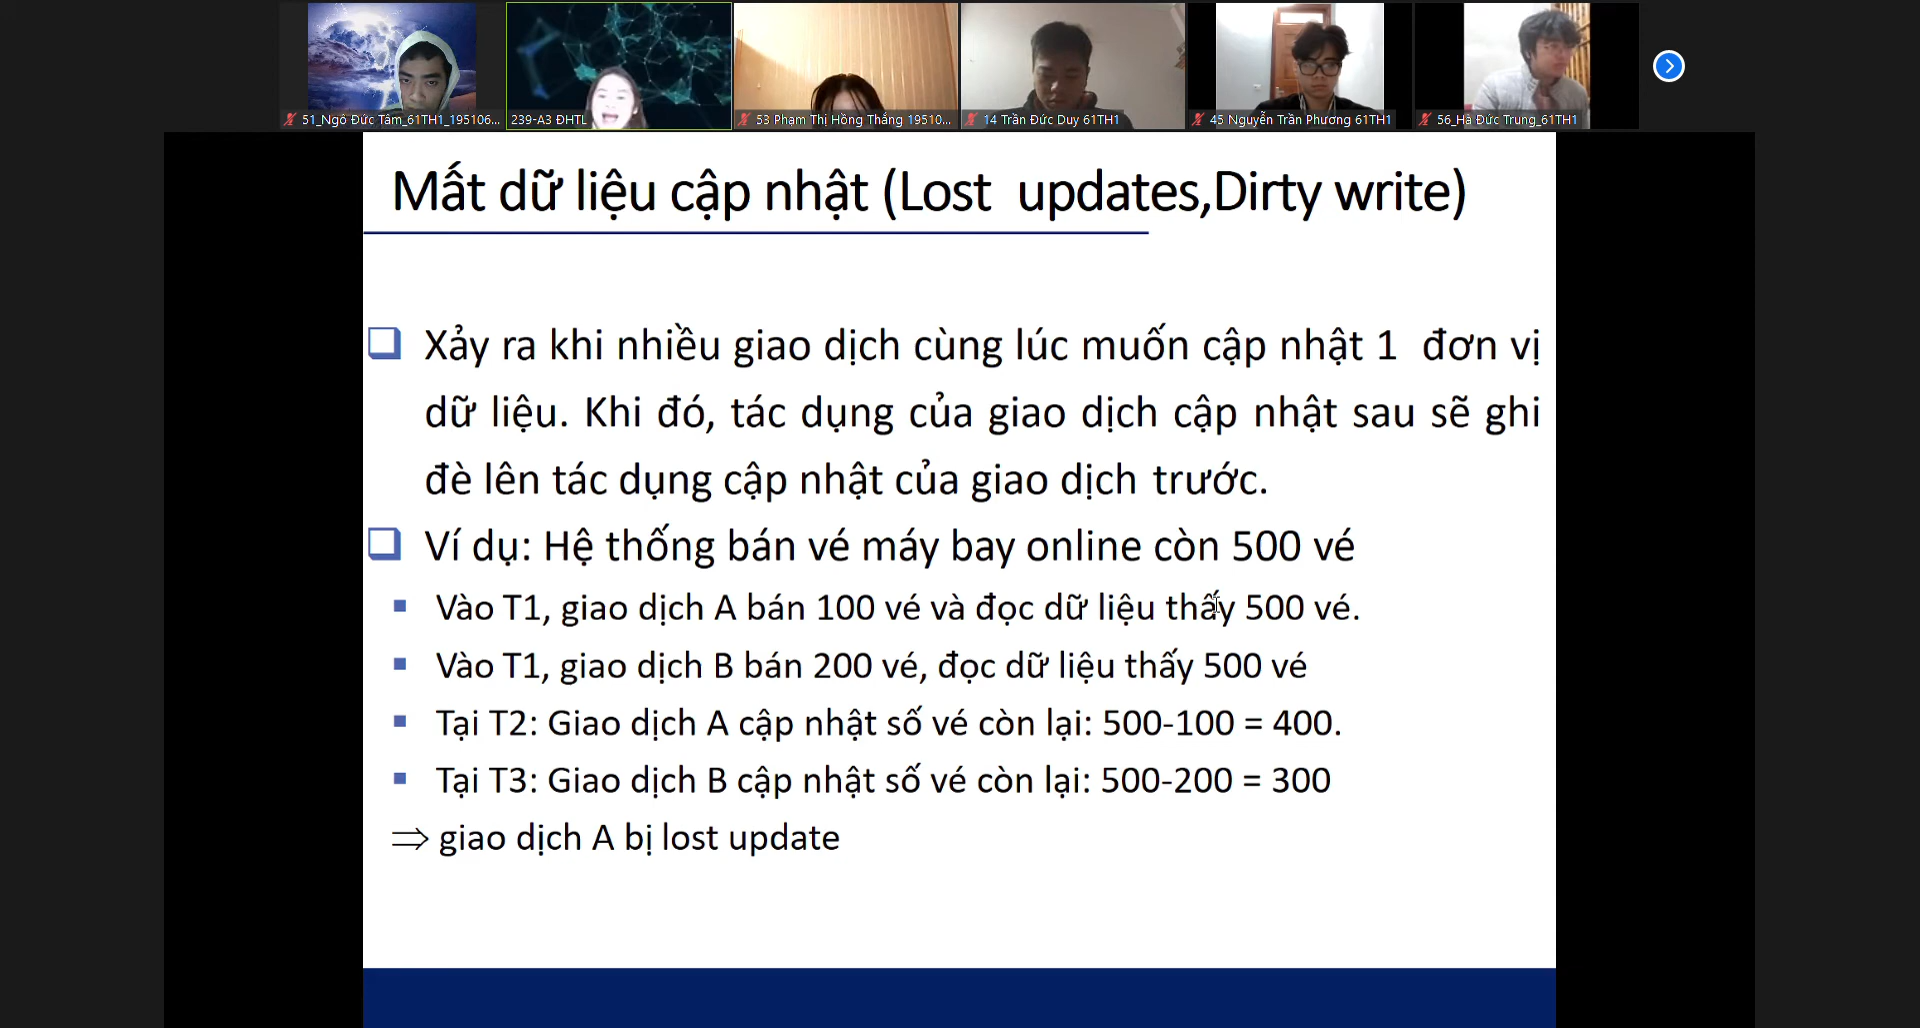 51_Ngô Đức Tâm_61TH1_195106...
239-A3 ĐHTL
53 Phạm Thị Hồng Thắng 19510...
14 Trần Đức Duy 61TH1
45 Nguyễn Trần Phương 61TH1
56_Hà Đức Trung_61TH1
Mất dữ liệu cập nhật (Lost updates,Dirty write)
Xảy ra khi nhiều giao dịch cùng lúc muốn cập nhật 1 đơn vị
dữ liệu. Khi đó, tác dụng của giao dịch cập nhật sau sẽ ghi
đè lên tác dụng cập nhật của giao dịch trước.
Ví dụ: Hệ thống bán vé máy bay online còn 500 vé
Vào T1, giao dịch A bán 100 vé và đọc dữ liệu thấy 500 vé.
Vào T1, giao dịch B bán 200 vé, đọc dữ liệu thấy 500 vé
Tại T2: Giao dịch A cập nhật số vé còn lại: 500-100 = 400.
Tại T3: Giao dịch B cập nhật số vé còn lại: 500-200 = 300
⇒ giao dịch A bị lost update